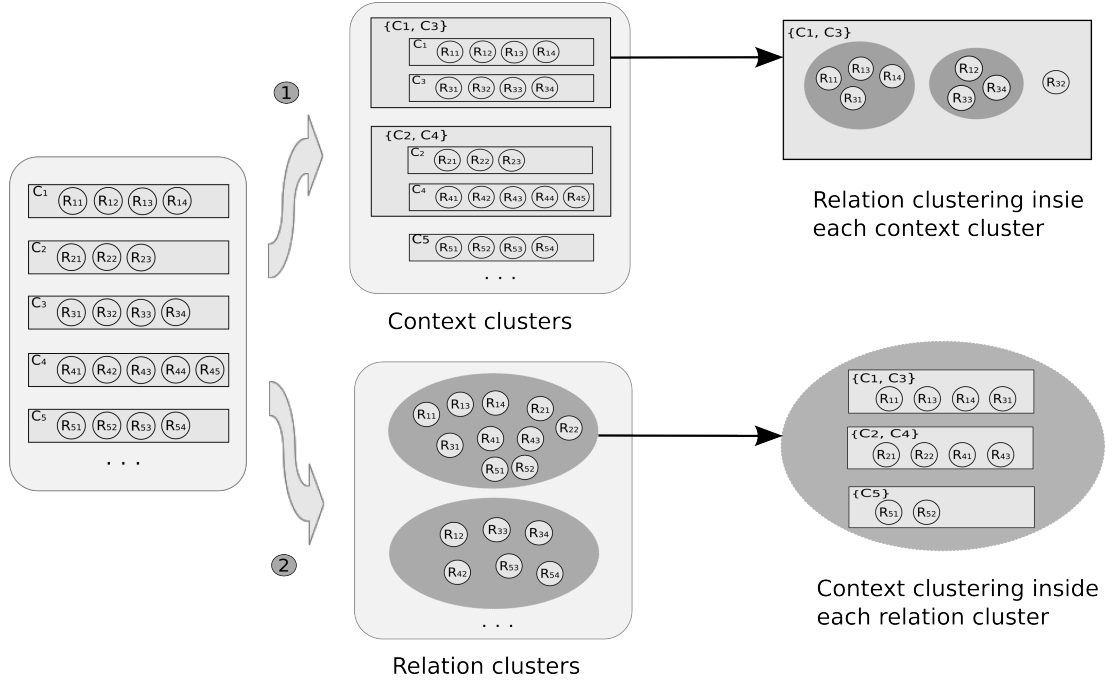 C₁ R₁₁ R₁₂ R₁₃ R₁₄
C₂ R₂₁ R₂₂ R₂₃
C₃ R₃₁ R₃₂ R₃₃ R₃₄
C₄ R₄₁ R₄₂ R₄₃ R₄₄ R₄₅
C₅ R₅₁ R₅₂ R₅₃ R₅₄
. . .
1
{C₁, C₃}
C₁ R₁₁ R₁₂ R₁₃ R₁₄
C₃ R₃₁ R₃₂ R₃₃ R₃₄
{C₂, C₄}
C₂ R₂₁ R₂₂ R₂₃
C₄ R₄₁ R₄₂ R₄₃ R₄₄ R₄₅
C5 R₅₁ R₅₂ R₅₃ R₅₄
. . .
Context clusters
{C₁, C₃}
R₁₁ R₁₃ R₁₄ R₁₂ R₃₄ R₃₂
R₃₁ R₃₃
Relation clustering insie
each context cluster
2
R₁₁ R₁₃ R₁₄ R₂₁ R₂₂
R₃₁ R₄₁ R₄₃
R₅₁ R₅₂
R₁₂ R₃₃ R₃₄
R₄₂ R₅₃ R₅₄
. . .
Relation clusters
{C₁, C₃}
R₁₁ R₁₃ R₁₄ R₃₁
{C₂, C₄}
R₂₁ R₂₂ R₄₁ R₄₃
{C5}
R₅₁ R₅₂
Context clustering inside
each relation cluster